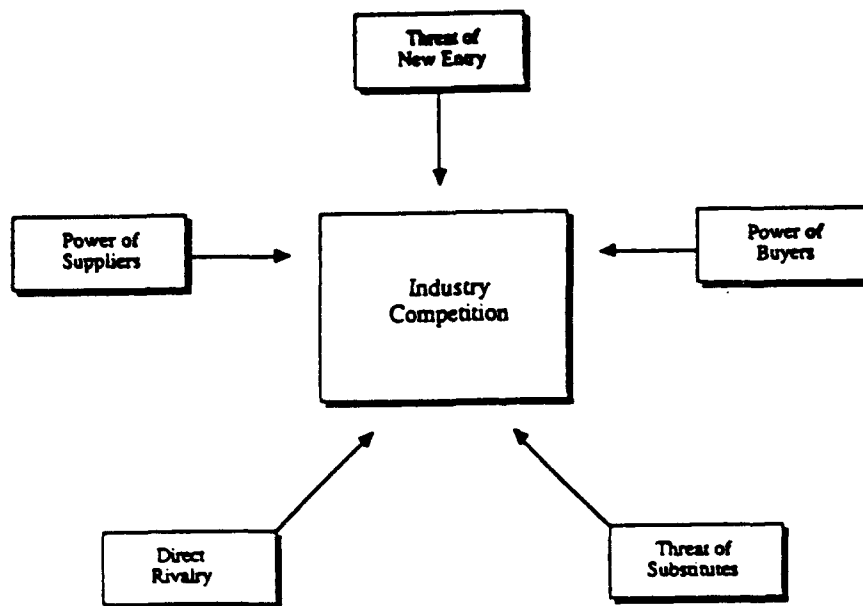 Threat of
New Entry
Power of
Suppliers
Industry
Competition
Power of
Buyers
Direct
Rivalry
Threat of
Substitutes